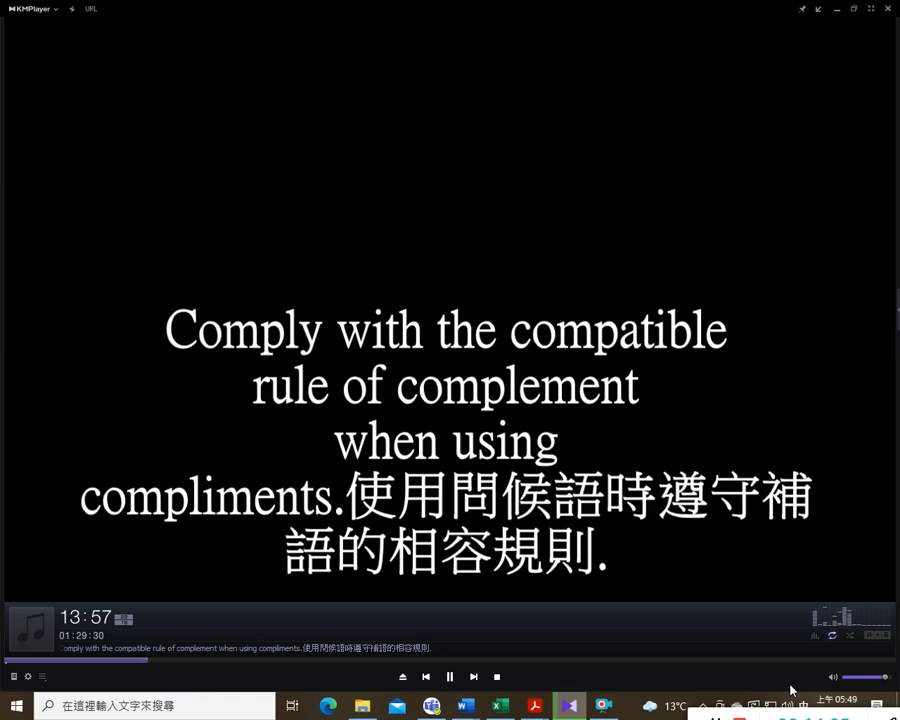 KMPlayer
URL
Comply with the compatible
rule of complement
when using
compliments.使用問候語時遵守補
語的相容規則.
13:57
01:29:30
Comply with the compatible rule of complement when using compliments.使用問候語時遵守補語的相容規則.
在這裡輸入文字來搜尋
13°C
中
上午 05:49